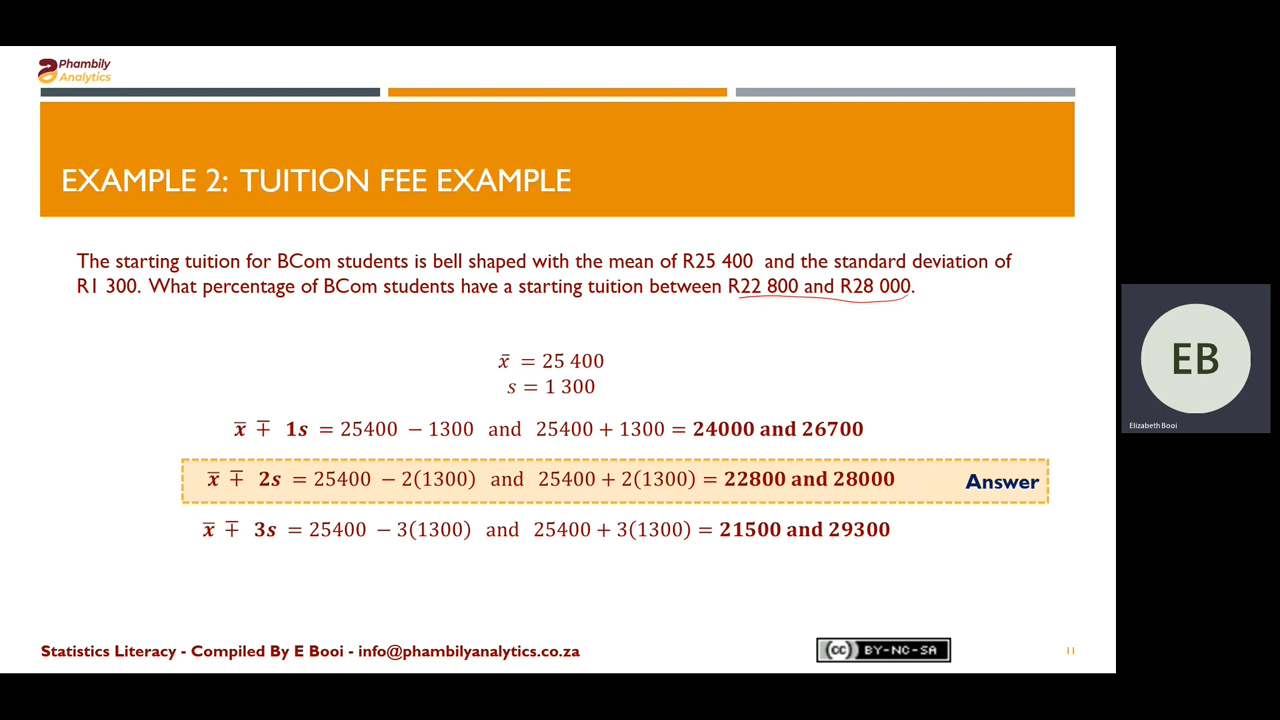 Phambily
Analytics
EXAMPLE 2: TUITION FEE EXAMPLE
The starting tuition for BCom students is bell shaped with the mean of R25 400 and the standard deviation of
R1 300. What percentage of BCom students have a starting tuition between R22 800 and R28 000.
x̄ = 25 400
s = 1 300
x̄ ∓ 1s = 25400 − 1300 and 25400 + 1300 = 24000 and 26700
x̄ ∓ 2s = 25400 − 2(1300) and 25400 + 2(1300) = 22800 and 28000 Answer
x̄ ∓ 3s = 25400 − 3(1300) and 25400 + 3(1300) = 21500 and 29300
Statistics Literacy - Compiled By E Booi - info@phambilyanalytics.co.za
cc BY-NC-SA
11
EB
Elizabeth Booi